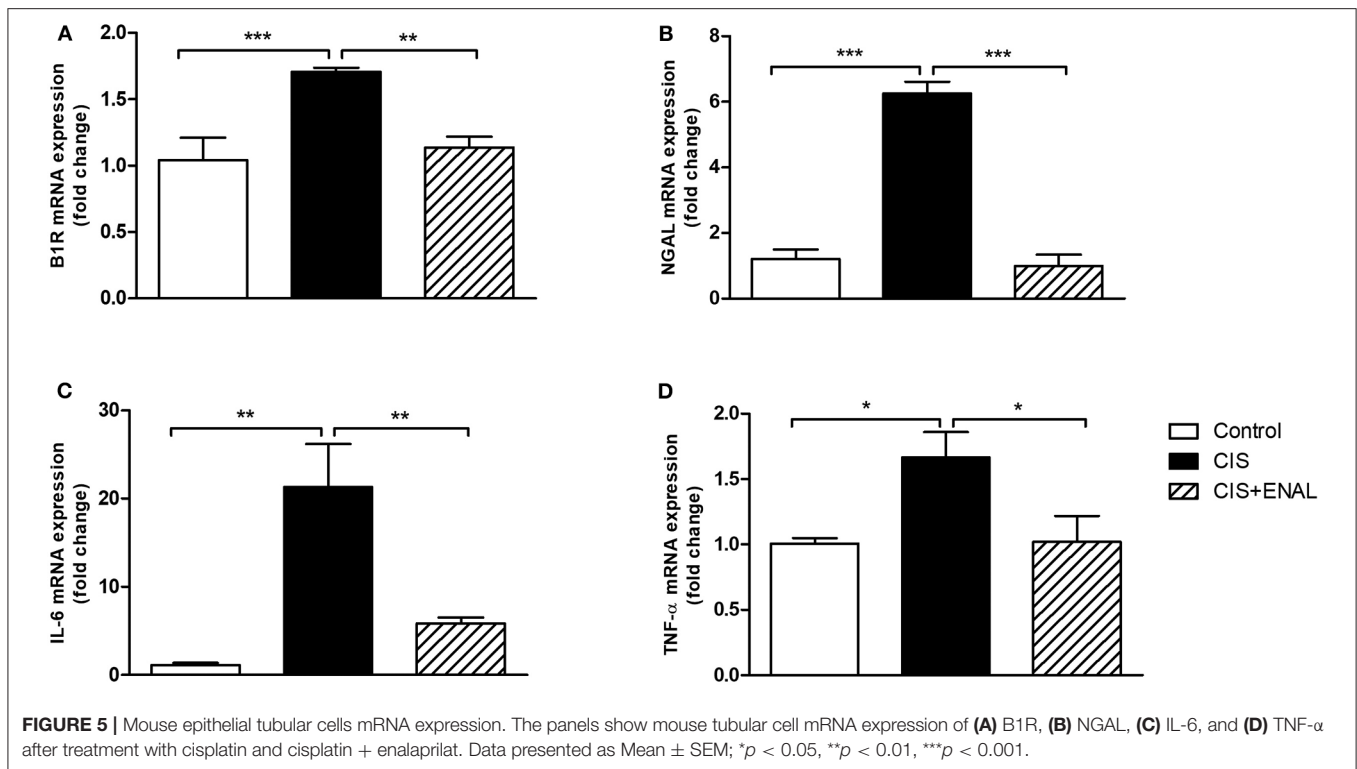 A
B1R mRNA expression
(fold change)
2.0
1.5
1.0
0.5
0.0
***
**
B
NGAL mRNA expression
(fold change)
8
6
4
2
0
***
***
C
IL-6 mRNA expression
(fold change)
30
20
10
0
**
**
D
TNF-α mRNA expression
(fold change)
2.0
1.5
1.0
0.5
0.0
*
*
Control
CIS
CIS+ENAL
FIGURE 5 | Mouse epithelial tubular cells mRNA expression. The panels show mouse tubular cell mRNA expression of (A) B1R, (B) NGAL, (C) IL-6, and (D) TNF-α
after treatment with cisplatin and cisplatin + enalaprilat. Data presented as Mean ± SEM; *p < 0.05, **p < 0.01, ***p < 0.001.